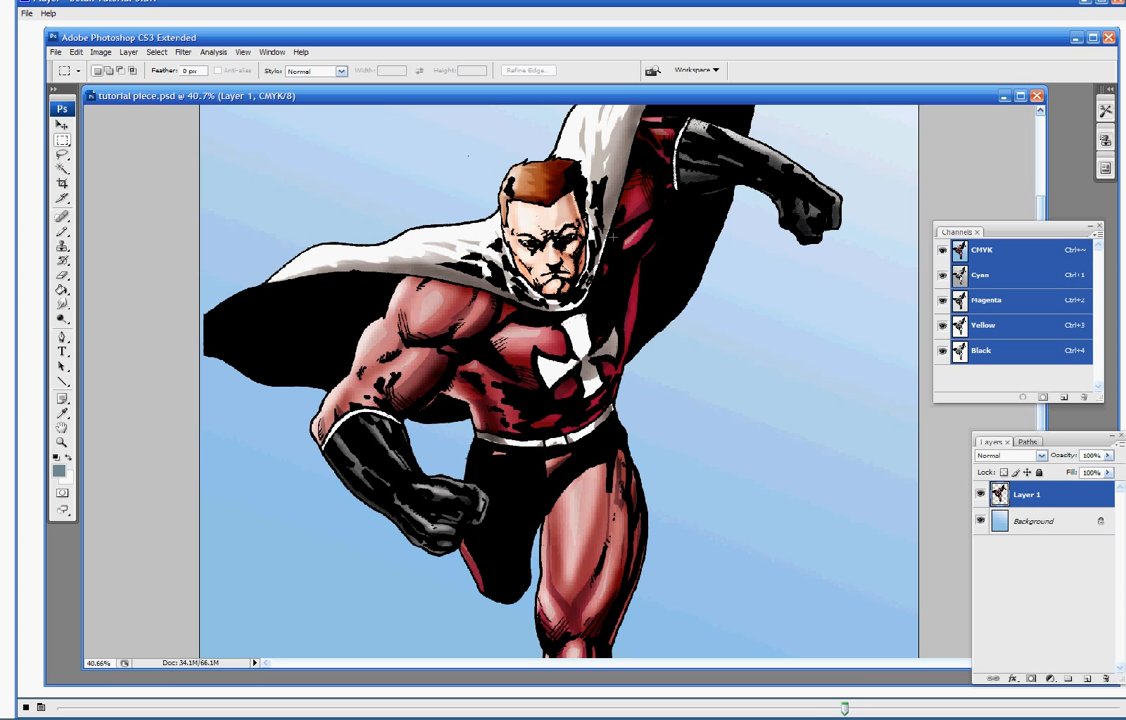 File Help
Adobe Photoshop CS3 Extended
File Edit Image Layer Select Filter Analysis View Window Help
Feather: 0 px Anti-alias Style: Normal Width: Height: Refine Edge... Workspace
Ps
tutorial piece.psd @ 40.7% (Layer 1, CMYK/8)
Channels
CMYK Ctrl+~
Cyan Ctrl+1
Magenta Ctrl+2
Yellow Ctrl+3
Black Ctrl+4
Layers Paths
Normal Opacity: 100%
Lock: Fill: 100%
Layer 1
Background
40.66% Doc: 34.1M/66.1M